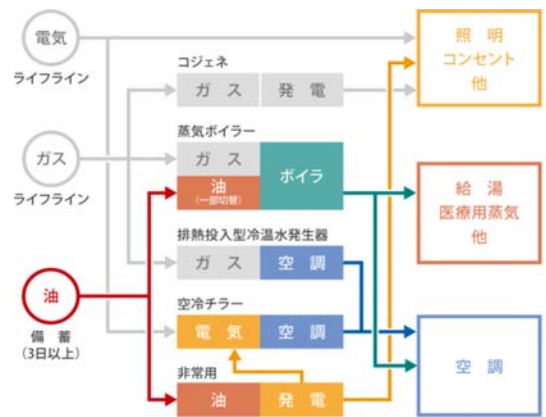 電気
ライフライン
ガス
ライフライン
油
備蓄
(3日以上)
コジェネ
ガス 発電
蒸気ボイラー
ガス
油
(一部切替)
ボイラ
排熱投入型冷温水発生器
ガス 空調
空冷チラー
電気 空調
非常用
油 発電
照明
コンセント
他
給湯
医療用蒸気
他
空調